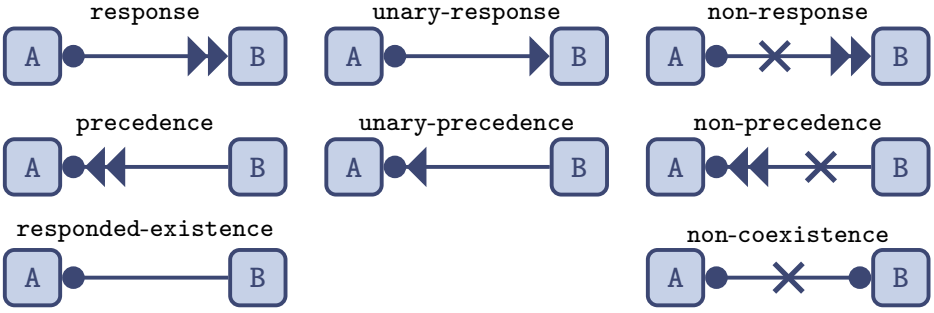 response unary-response non-response
A B A B A B
precedence unary-precedence non-precedence
A B A B A B
responded-existence non-coexistence
A B A B